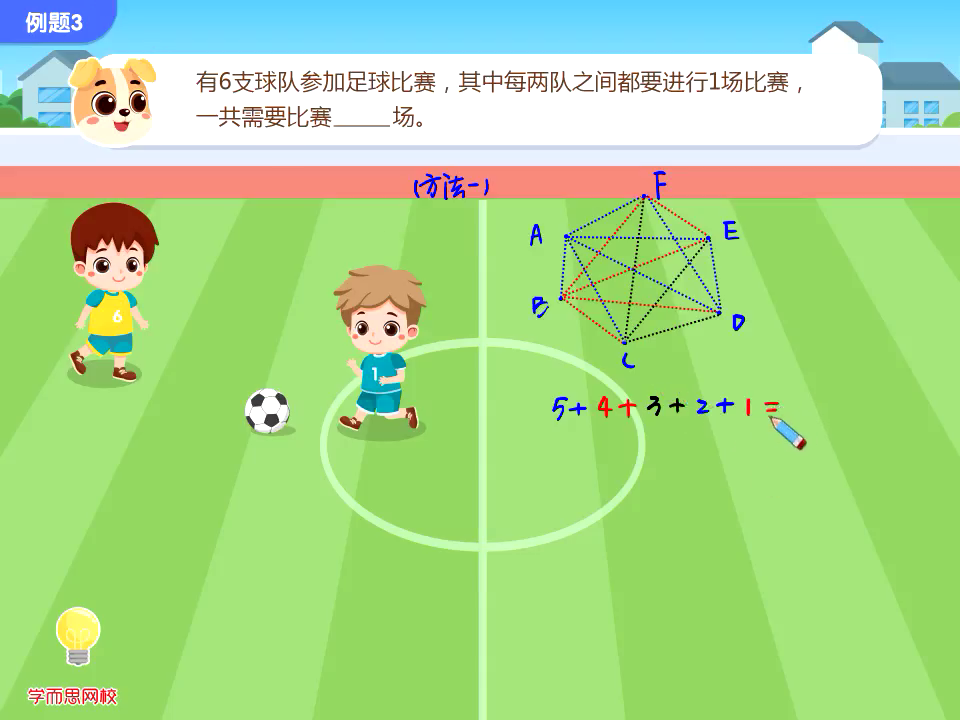 例题3
有6支球队参加足球比赛，其中每两队之间都要进行1场比赛，
一共需要比赛_____场。
(方法一)
F
A
E
B
D
C
5+4+3+2+1=
6
1
学而思网校